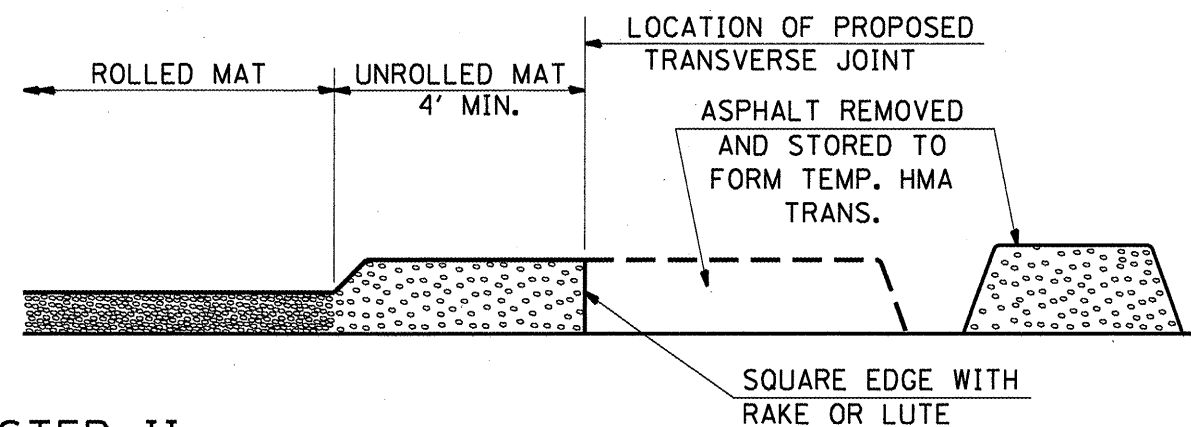 LOCATION OF PROPOSED
TRANSVERSE JOINT
ROLLED MAT
UNROLLED MAT
4' MIN.
ASPHALT REMOVED
AND STORED TO
FORM TEMP. HMA
TRANS.
SQUARE EDGE WITH
RAKE OR LUTE